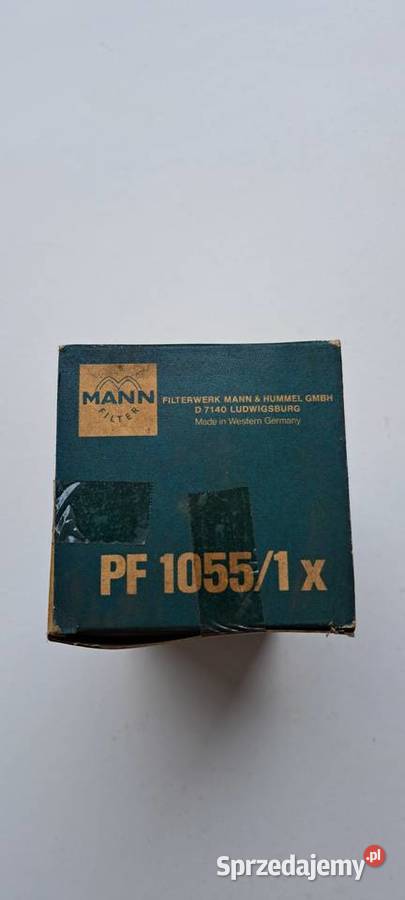 MANN
FILTER
FILTERWERK MANN & HUMMEL GMBH
D 7140 LUDWIGSBURG
Made in Western Germany
PF 1055/1 x
Sprzedajemy.pl